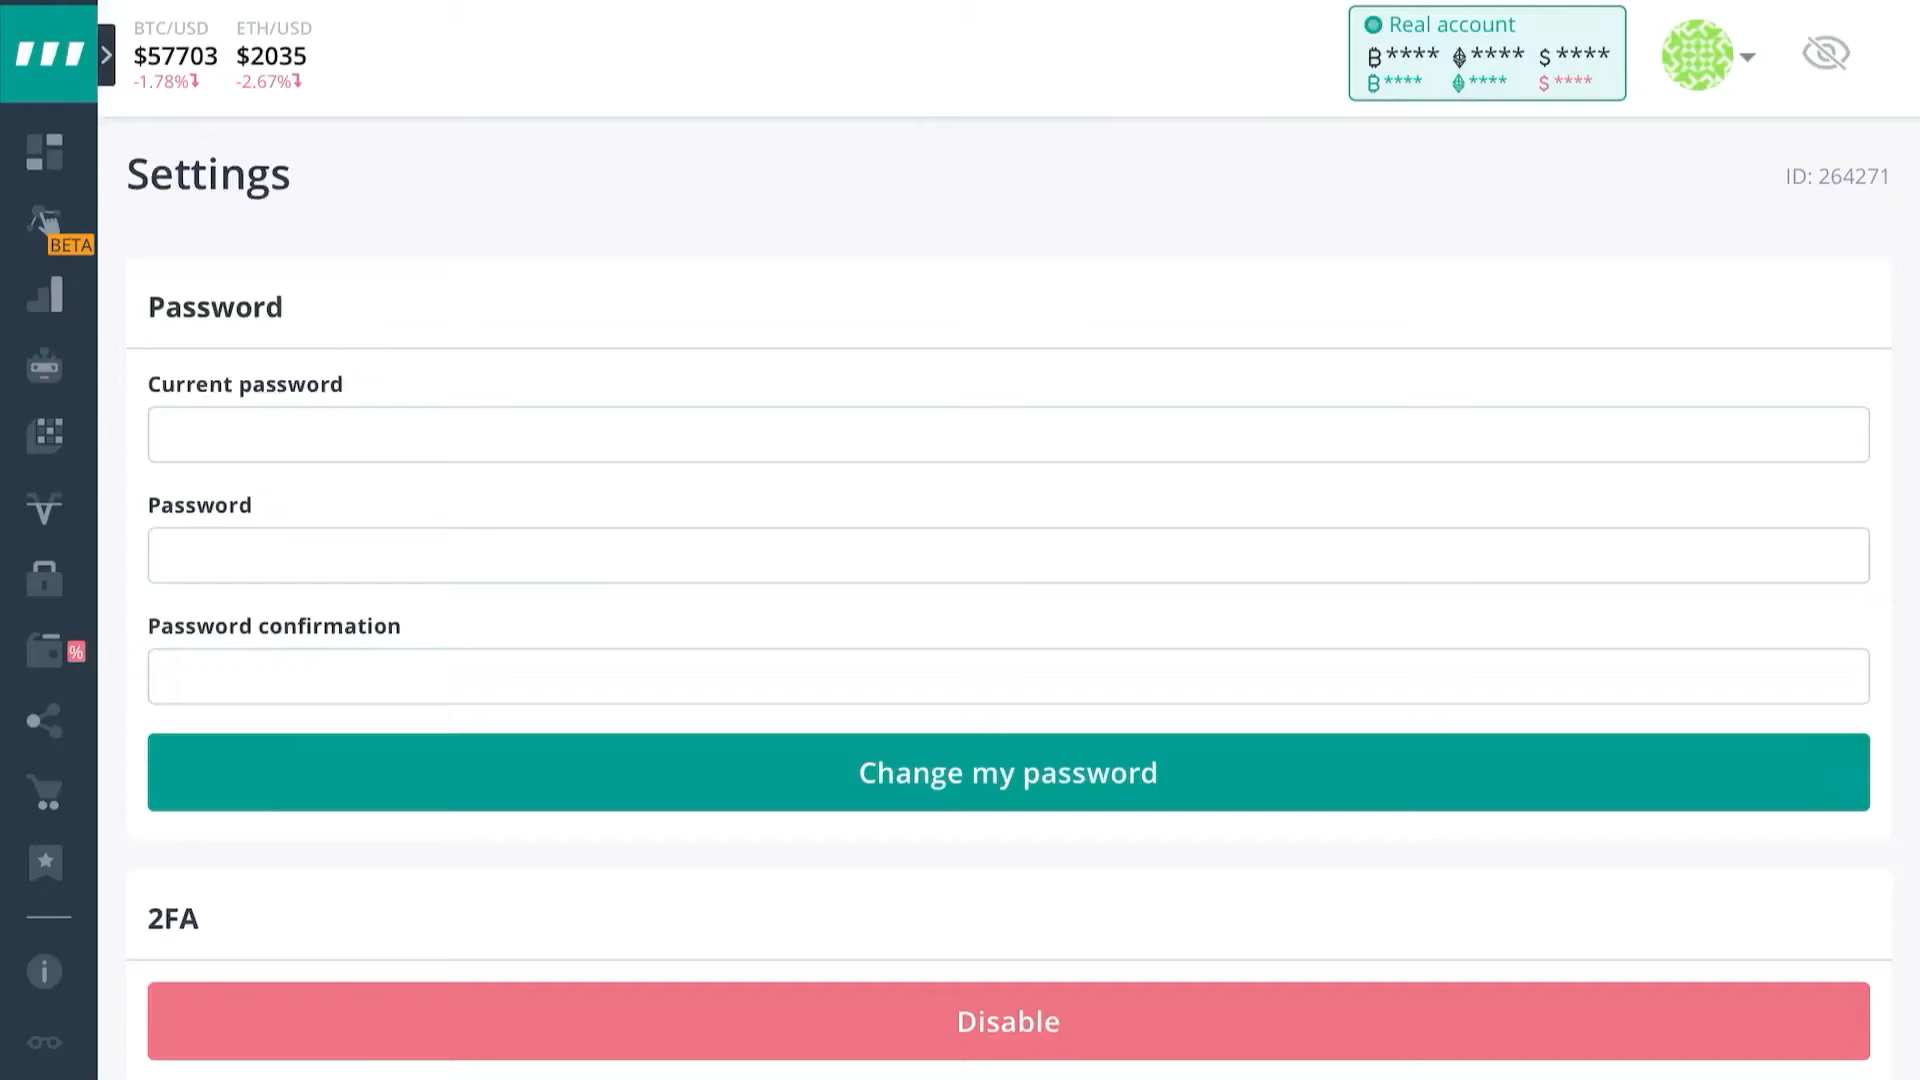 BTC/USD ETH/USD
$57703 $2035
-1.78% -2.67%
Real account
**** **** $ ****
**** **** $ ****
Settings
ID: 264271
BETA
Password
Current password
Password
Password confirmation
%
Change my password
2FA
Disable